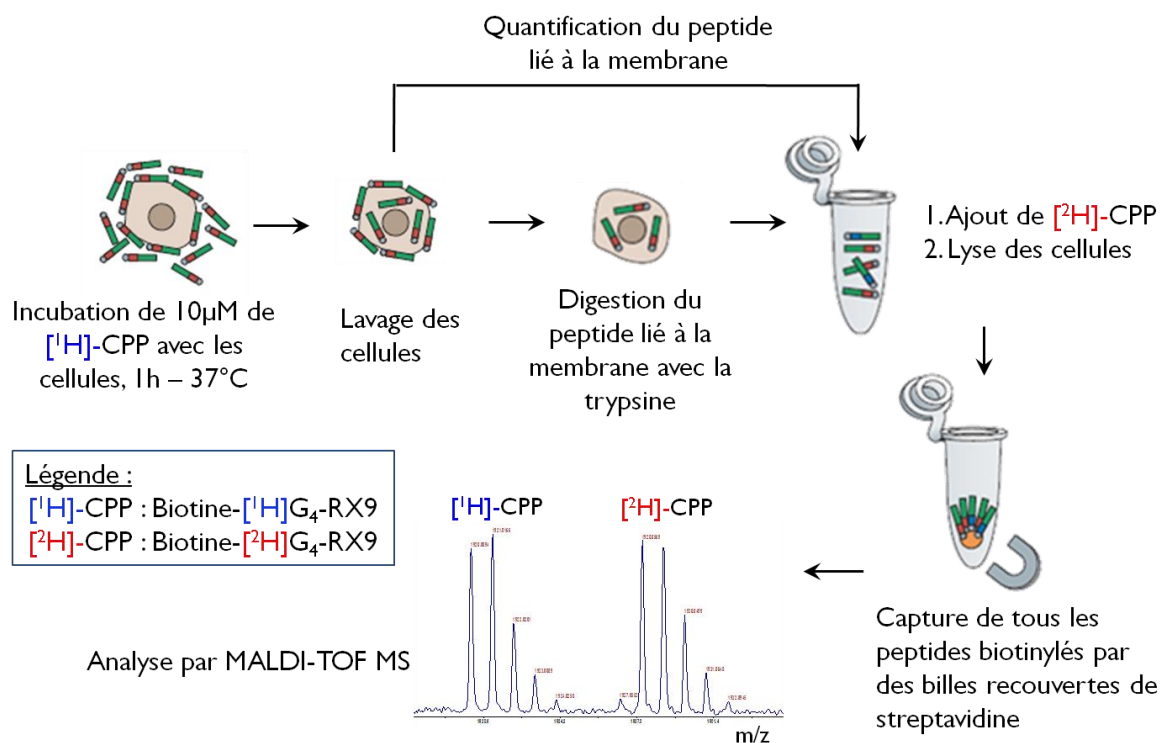 Quantification du peptide
lié à la membrane
Incubation de 10µM de
[¹H]-CPP avec les
cellules, 1h – 37°C
Lavage des
cellules
Digestion du
peptide lié à la
membrane avec la
trypsine
1. Ajout de [²H]-CPP
2. Lyse des cellules
Capture de tous les
peptides biotinylés par
des billes recouvertes de
streptavidine
Légende :
[¹H]-CPP : Biotine-[¹H]G₄-RX9
[²H]-CPP : Biotine-[²H]G₄-RX9
[¹H]-CPP
[²H]-CPP
Analyse par MALDI-TOF MS
m/z